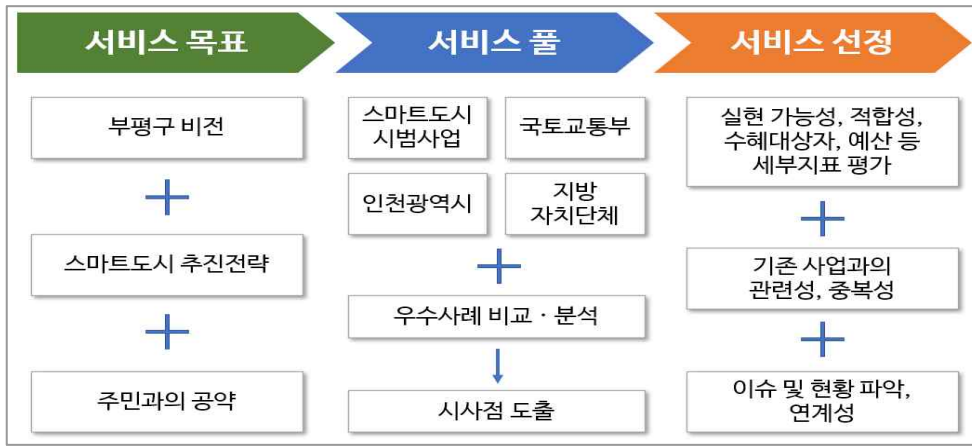 서비스 목표
서비스 풀
서비스 선정
부평구 비전
스마트도시 추진전략
주민과의 공약
스마트도시
시범사업
국토교통부
인천광역시
지방
자치단체
우수사례 비교 · 분석
시사점 도출
실현 가능성, 적합성,
수혜대상자, 예산 등
세부지표 평가
기존 사업과의
관련성, 중복성
이슈 및 현황 파악,
연계성